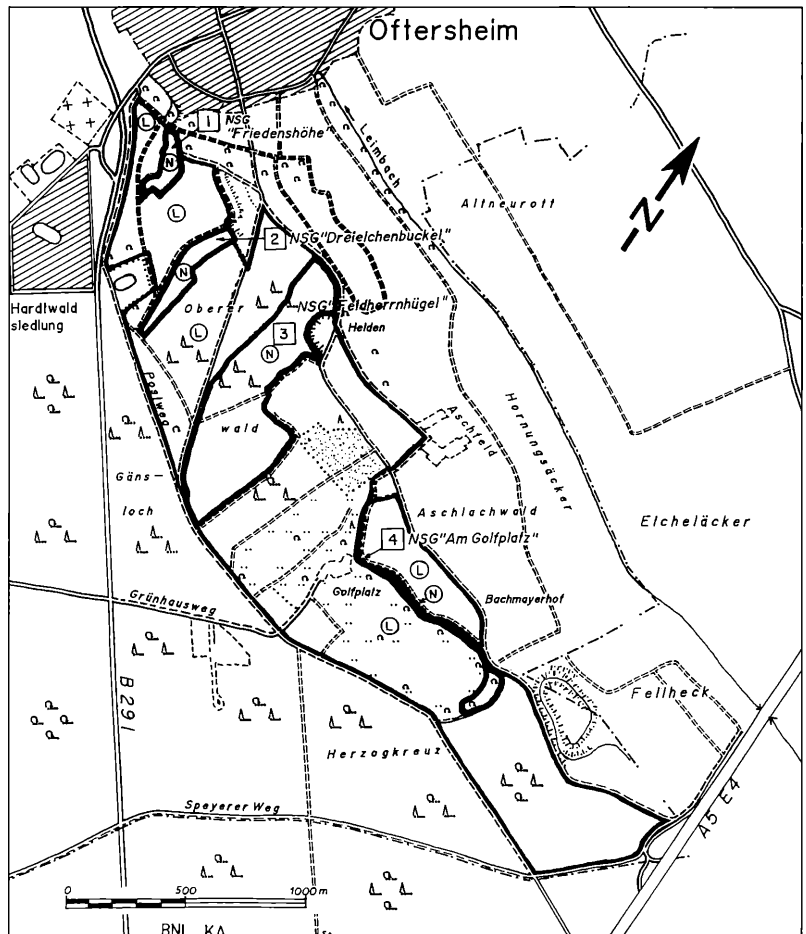 Oftersheim
L
1 NSG
"Friedenshöhe"
Leimbach
N
Altneurott
-Z
L
2 NSG"Dreieichenbuckel"
N
Oberer
NSG"Feldherrnhügel"
Hardtwald
siedlung
L
3
N
Helden
Postweg
wald
Aschfeld
Hornungsäcker
Gäns-
loch
Aschlachwald
Eicheläcker
4 NSG"Am Golfplatz"
L
N
Golfplatz
Bachmayerhof
Grünhausweg
L
B 291
Fellheck
Herzogkreuz
Speyerer Weg
A5 E4
0 500 1000m
BNL KA